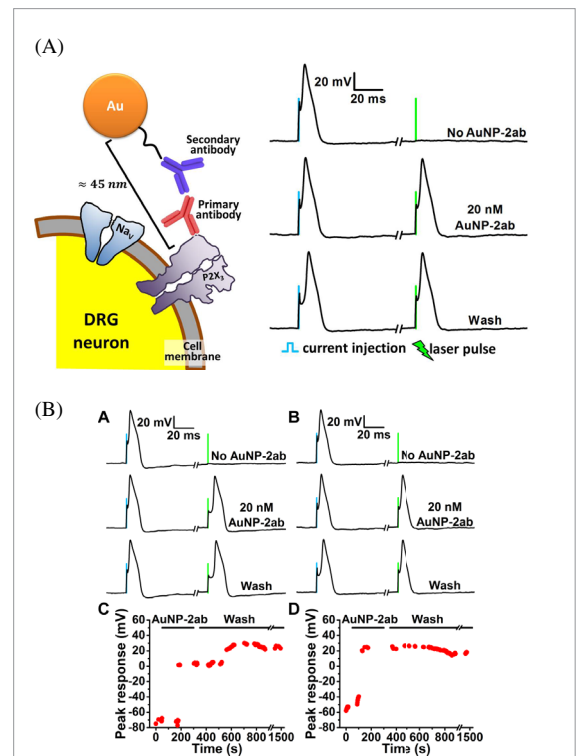 (A)
Au
Secondary
antibody
≈ 45 nm
Primary
antibody
Nav
P2X3
DRG
neuron
Cell
membrane
20 mV
20 ms
No AuNP-2ab
20 nM
AuNP-2ab
Wash
current injection
laser pulse
(B)
A
20 mV
20 ms
No AuNP-2ab
20 nM
AuNP-2ab
Wash
B
20 mV
20 ms
No AuNP-2ab
20 nM
AuNP-2ab
Wash
C
AuNP-2ab Wash
Peak response (mV)
60
40
20
0
-20
-40
-60
-80
0 200 400 600 800 1500
Time (s)
D
AuNP-2ab Wash
Peak response (mV)
60
40
20
0
-20
-40
-60
-80
0 200 400 600 800 1500
Time (s)